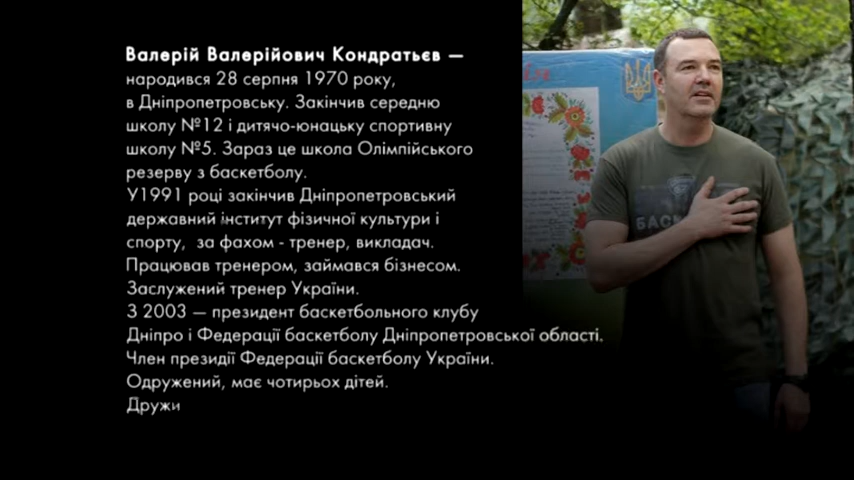 Валерій Валерійович Кондратьєв —
народився 28 серпня 1970 року,
в Дніпропетровську. Закінчив середню
школу №12 і дитячо-юнацьку спортивну
школу №5. Зараз це школа Олімпійського
резерву з баскетболу.
У1991 році закінчив Дніпропетровський
державний інститут фізичної культури і
спорту, за фахом - тренер, викладач.
Працював тренером, займався бізнесом.
Заслужений тренер України.
З 2003 — президент баскетбольного клубу
Дніпро і Федерації баскетболу Дніпропетровської області.
Член президії Федерації баскетболу України.
Одружений, має чотирьох дітей.
Дружи